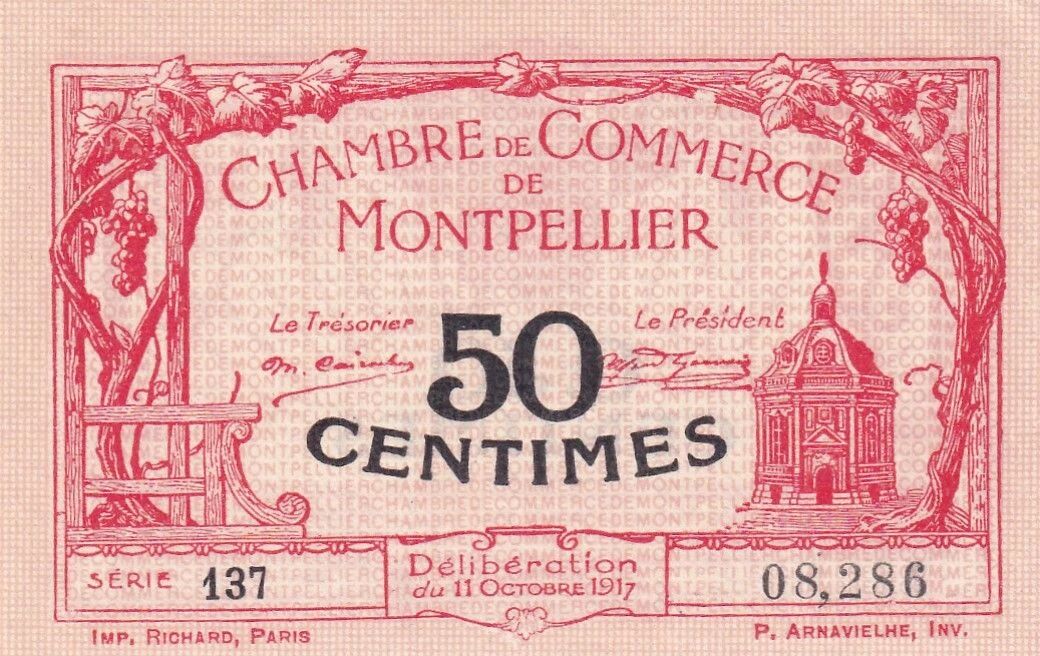 CHAMBRE DE COMMERCE
DE
MONTPELLIER
Le Trésorier
Le Président
50
CENTIMES
SÉRIE 137
Délibération
du 11 OCTOBRE 1917
08,286
IMP. RICHARD, PARIS
P. ARNAVIELHE, INV.